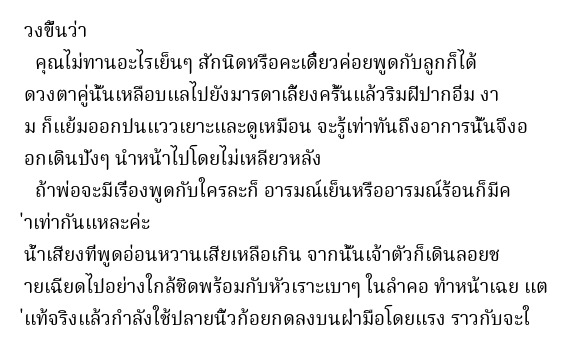 วงขึ้นว่า
คุณไม่ทานอะไรเย็นๆ สักนิดหรือคะเดี๋ยวค่อยพูดกับลูกก็ได้
ดวงตาคู่นั้นเหลือบแลไปยังมารดาเลี้ยงครั้นแล้วริมฝีปากอิ่ม งา
ม ก็แย้มออกปนแววเยาะและดูเหมือน จะรู้เท่าทันถึงอาการนั้นจึงอ
อกเดินปังๆ นำหน้าไปโดยไม่เหลียวหลัง
ถ้าพ่อจะมีเรื่องพูดกับใครละก็ อารมณ์เย็นหรืออารมณ์ร้อนก็มีค
่าเท่ากันแหละค่ะ
น้ำเสียงที่พูดอ่อนหวานเสียเหลือเกิน จากนั้นเจ้าตัวก็เดินลอยช
ายเฉียดไปอย่างใกล้ชิดพร้อมกับหัวเราะเบาๆ ในลำคอ ทำหน้าเฉย แต
่แท้จริงแล้วกำลังใช้ปลายนิ้วก้อยกดลงบนฝ่ามือโดยแรง ราวกับจะใ